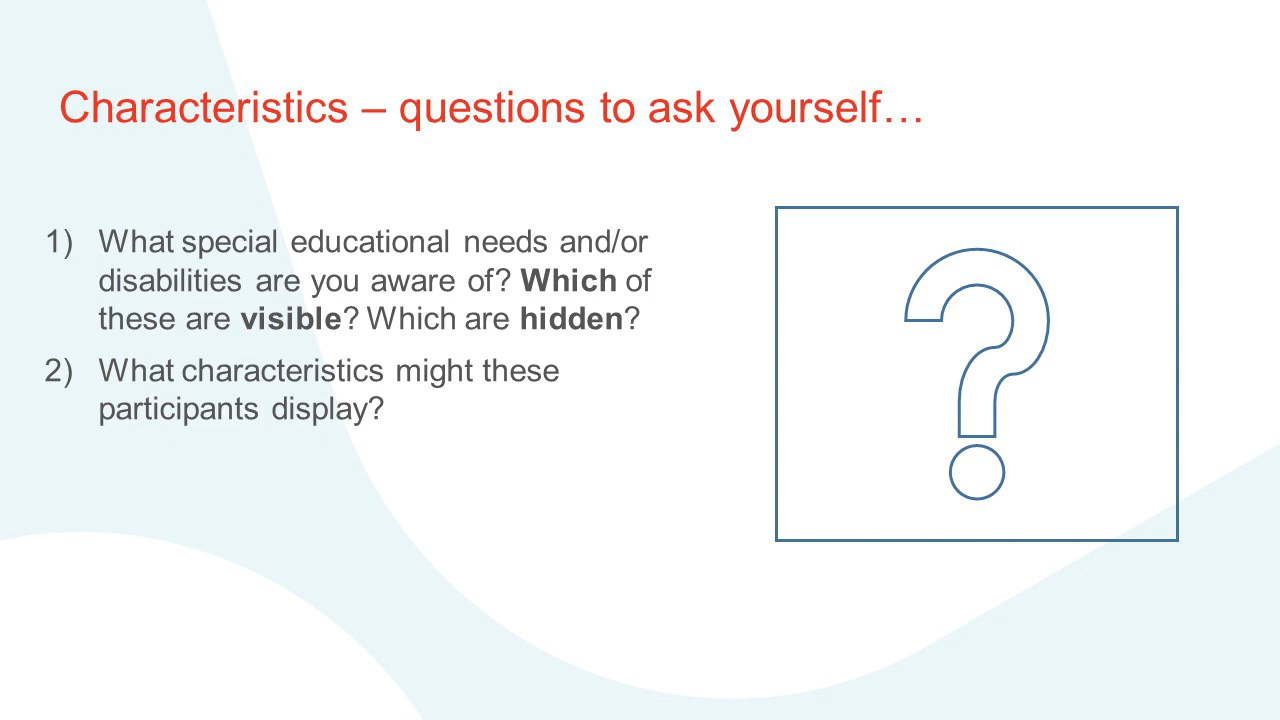 Characteristics – questions to ask yourself…
1) What special educational needs and/or
disabilities are you aware of? Which of
these are visible? Which are hidden?
2) What characteristics might these
participants display?